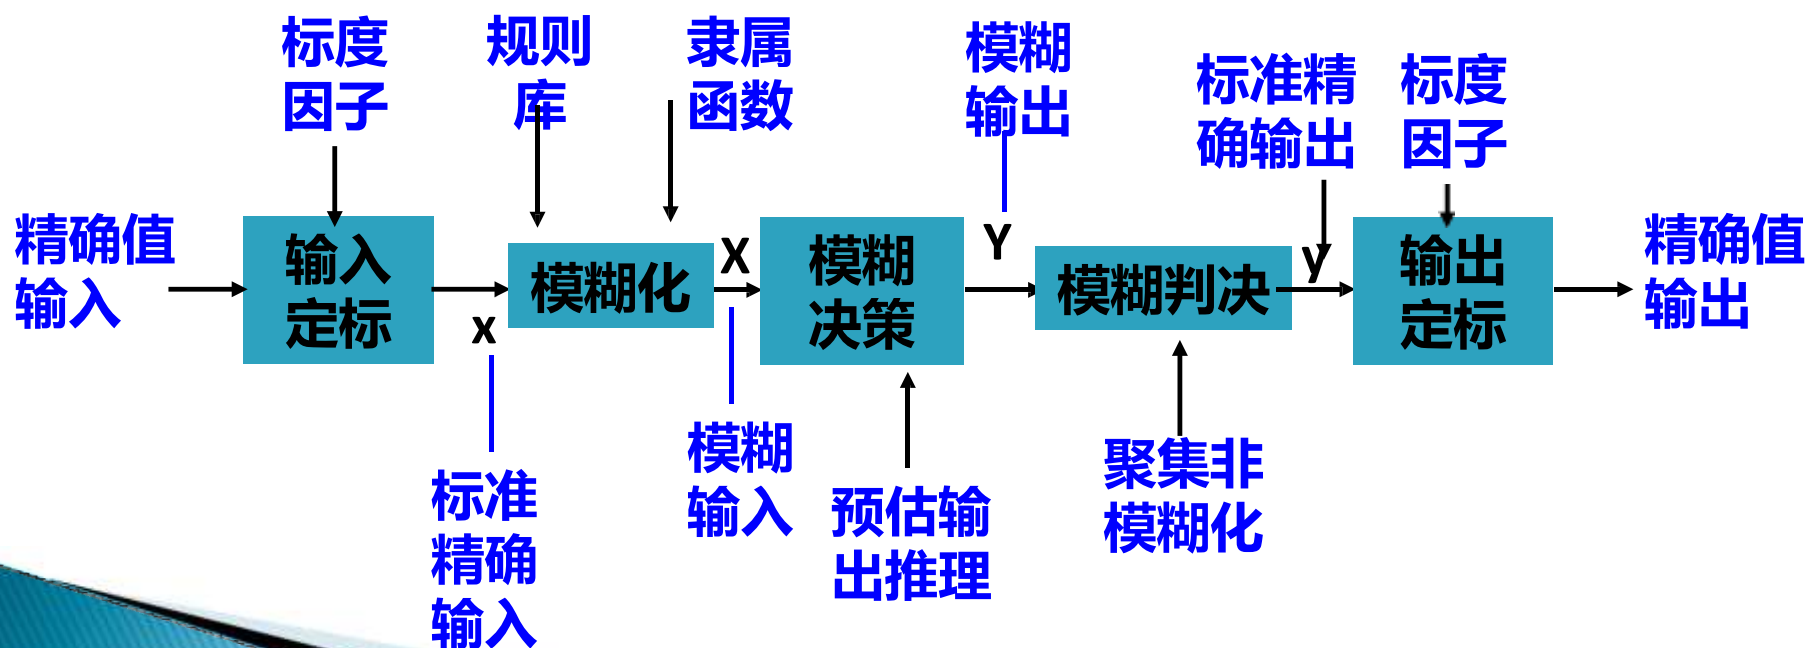 标度
因子
规则
库
隶属
函数
模糊
输出
标准精
确输出
标度
因子
精确值
输入
输入
定标
x
模糊化
X
模糊
决策
Y
模糊判决
y
输出
定标
精确值
输出
标准
精确
输入
模糊
输入
预估输
出推理
聚集非
模糊化